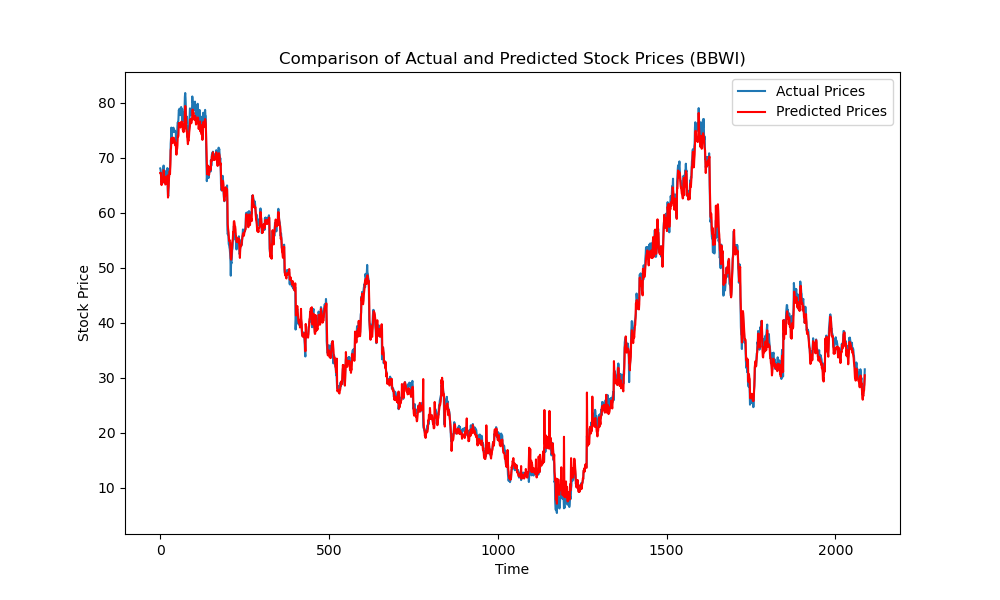 Comparison of Actual and Predicted Stock Prices (BBWI)
Actual Prices
Predicted Prices
Stock Price
80
70
60
50
40
30
20
10
0
500
1000
1500
2000
Time